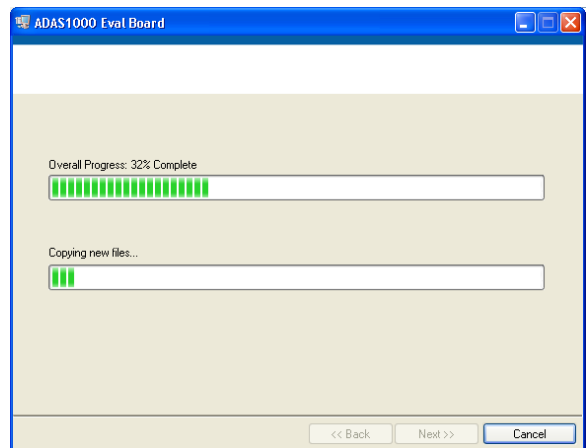 ADAS1000 Eval Board
Overall Progress: 32% Complete
Copying new files...
<< Back
Next >>
Cancel